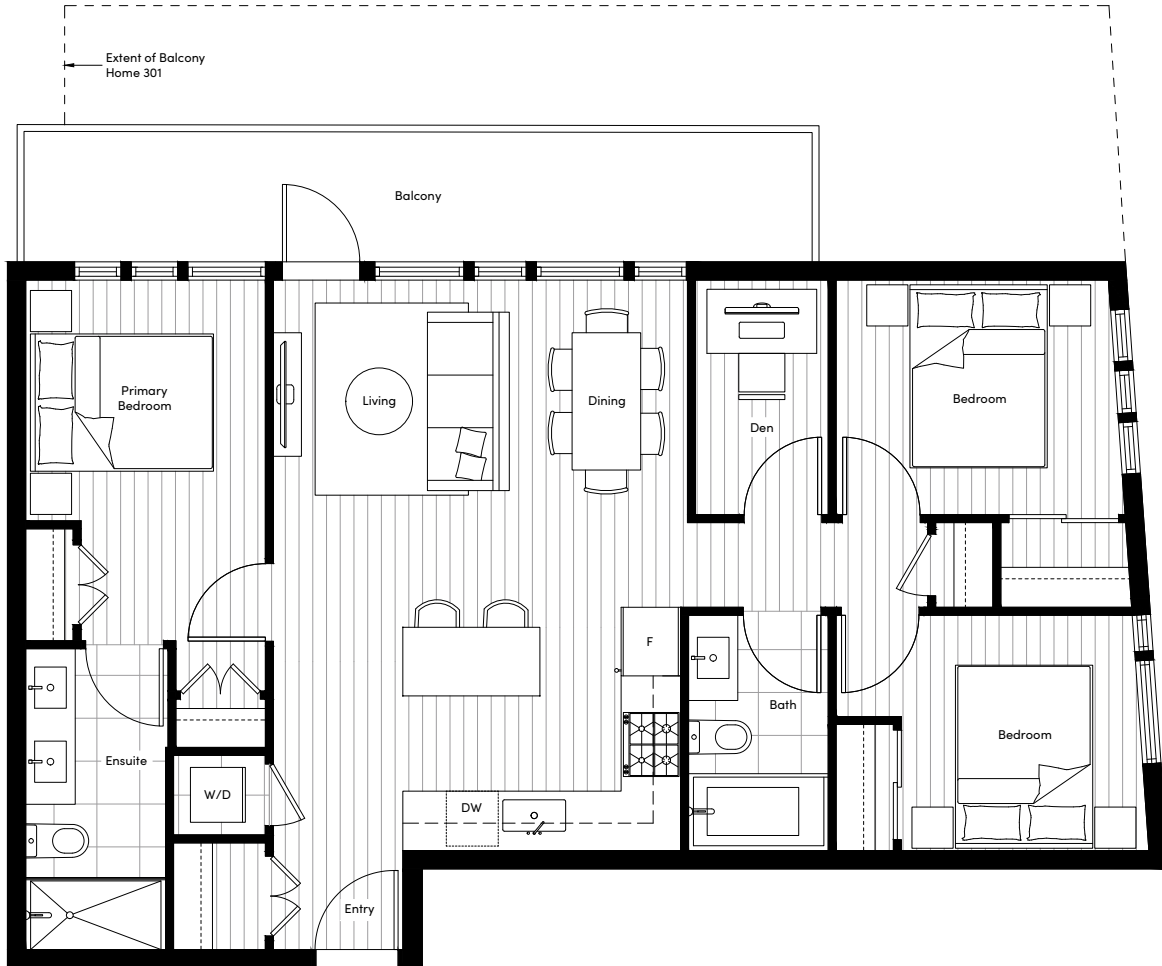 Extent of Balcony
Home 301
Balcony
Primary
Bedroom
Living
Dining
Den
Bedroom
F
Bath
Ensuite
W/D
DW
Bedroom
Entry